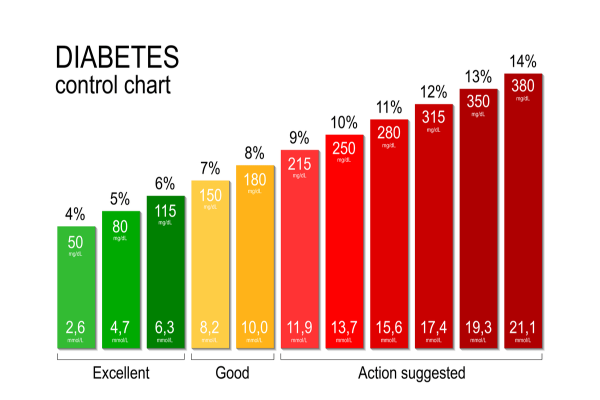 DIABETES
control chart
4%
5%
6%
7%
8%
9%
10%
11%
12%
13%
14%
50
mg/dL
80
mg/dL
115
mg/dL
150
mg/dL
180
mg/dL
215
mg/dL
250
mg/dL
280
mg/dL
315
mg/dL
350
mg/dL
380
mg/dL
2,6
mmol/L
4,7
mmol/L
6,3
mmol/L
8,2
mmol/L
10,0
mmol/L
11,9
mmol/L
13,7
mmol/L
15,6
mmol/L
17,4
mmol/L
19,3
mmol/L
21,1
mmol/L
Excellent
Good
Action suggested